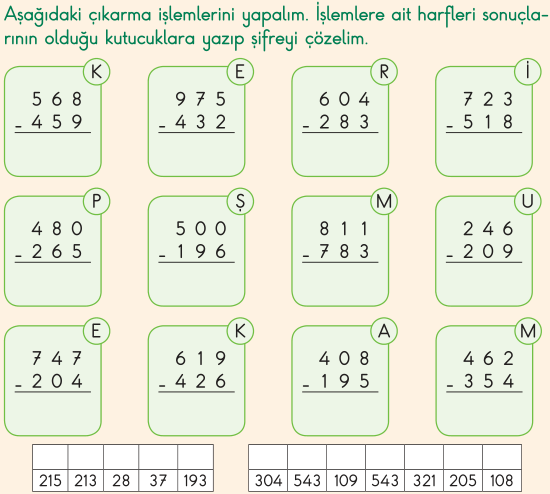 Aşağıdaki çıkarma işlemlerini yapalım. İşlemlere ait harfleri sonuçla-
rının olduğu kutucuklara yazıp şifreyi çözelim.
K E R İ
568 975 604 723
- 459 - 432 - 283 - 518
P Ş M U
480 500 811 246
- 265 - 196 - 783 - 209
E K A M
747 619 408 462
- 204 - 426 - 195 - 354
215 213 28 37 193 304 543 109 543 321 205 108